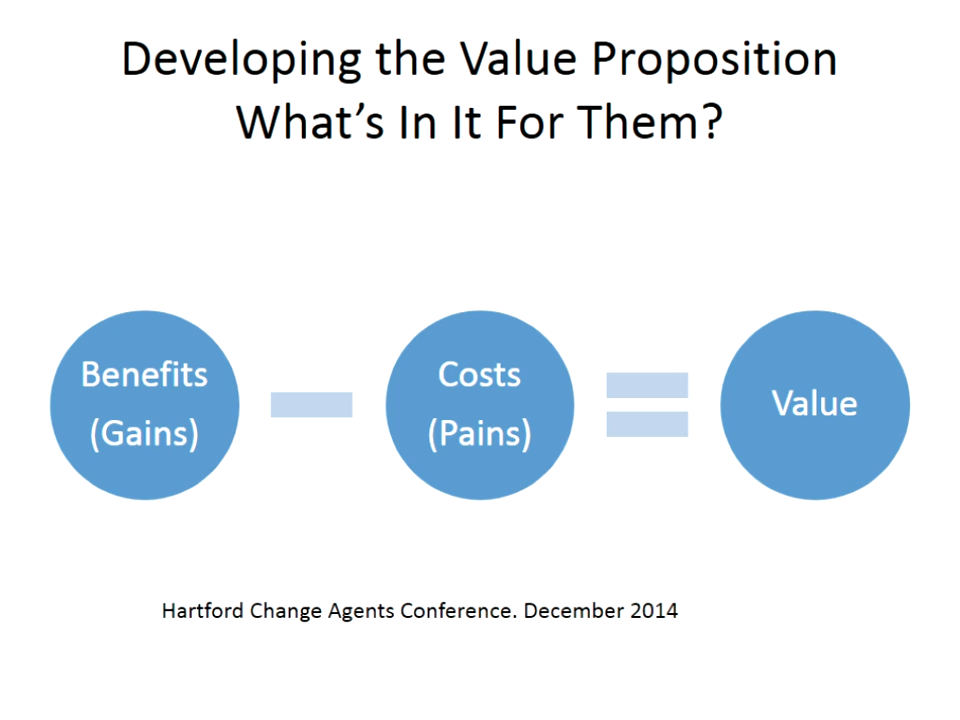 Developing the Value Proposition
What’s In It For Them?
Benefits
(Gains)
Costs
(Pains)
Value
Hartford Change Agents Conference. December 2014